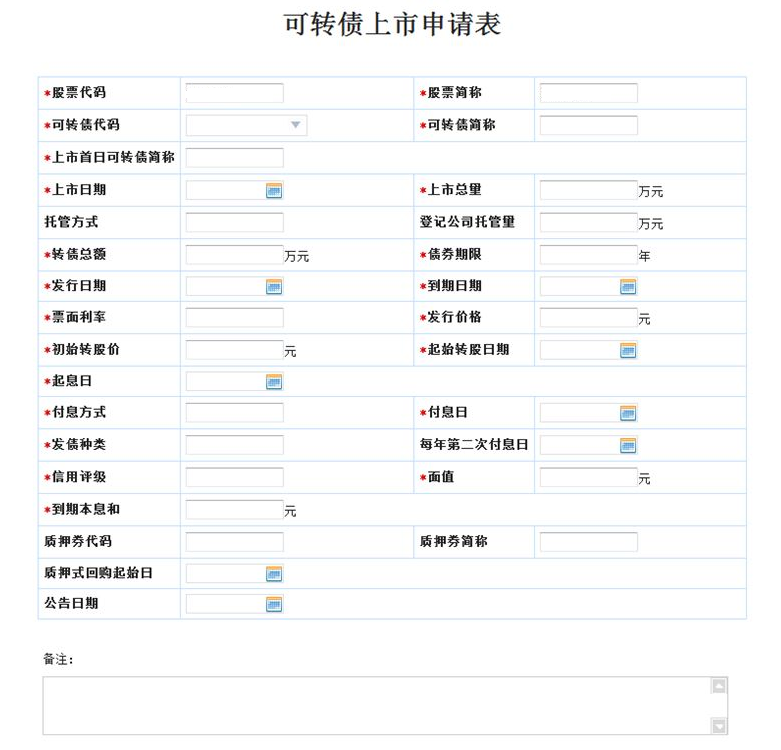 可转债上市申请表
*股票代码 *股票简称
*可转债代码 *可转债简称
*上市首日可转债简称
*上市日期 *上市总量 万元
托管方式 登记公司托管量 万元
*转债总额 万元 *债券期限 年
*发行日期 *到期日期
*票面利率 *发行价格 元
*初始转股价 元 *起始转股日期
*起息日
*付息方式 *付息日
*发债种类 每年第二次付息日
*信用评级 *面值 元
*到期本息和 元
质押券代码 质押券简称
质押式回购起始日
公告日期
备注：